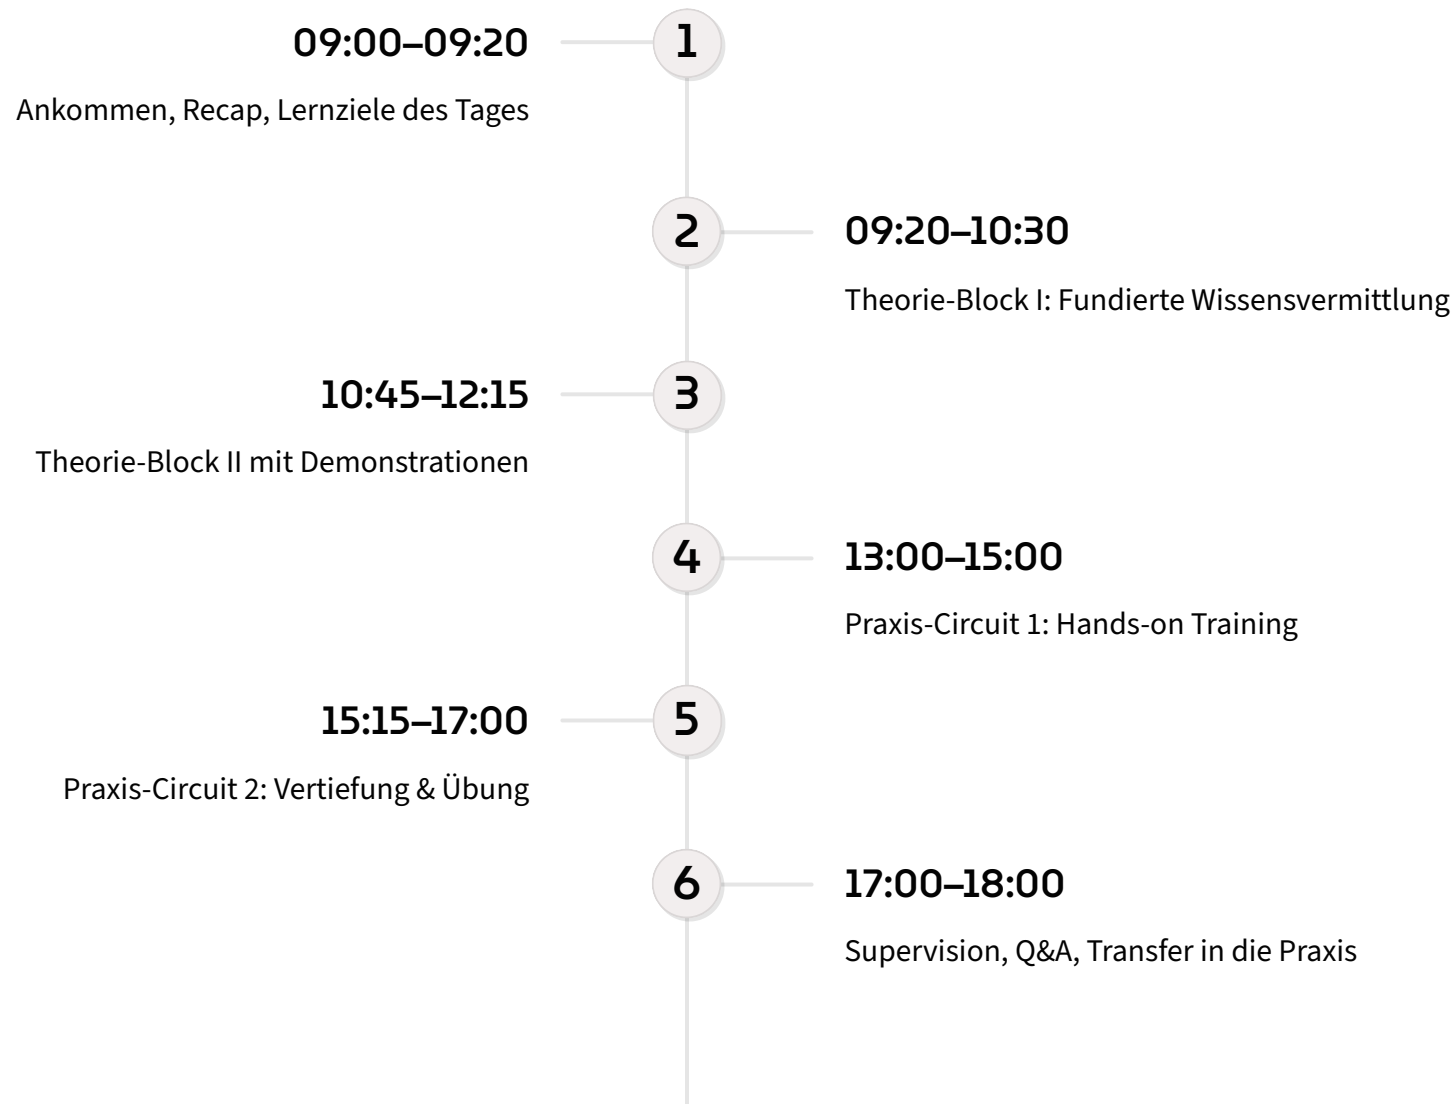 09:00–09:20
1
Ankommen, Recap, Lernziele des Tages
2
09:20–10:30
Theorie-Block I: Fundierte Wissensvermittlung
10:45–12:15
3
Theorie-Block II mit Demonstrationen
4
13:00–15:00
Praxis-Circuit 1: Hands-on Training
15:15–17:00
5
Praxis-Circuit 2: Vertiefung & Übung
6
17:00–18:00
Supervision, Q&A, Transfer in die Praxis